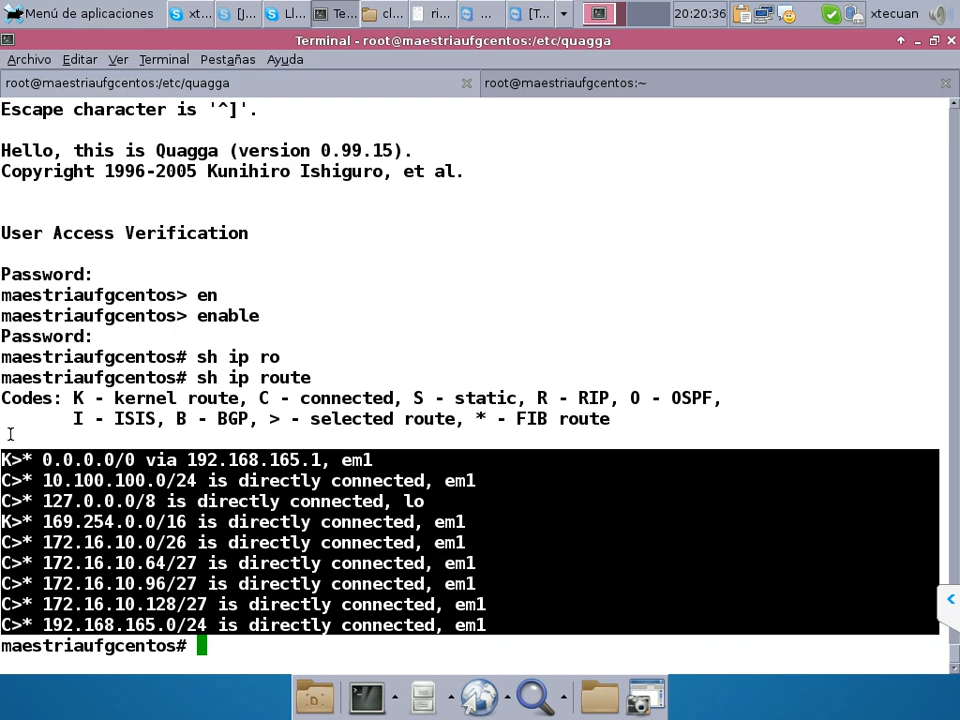 Menú de aplicaciones
xt...
[J...
Ll...
Te...
cl...
ri...
...
[T...
20:20:36
xtecuan
Terminal - root@maestriaufgcentos:/etc/quagga
Archivo Editar Ver Terminal Pestañas Ayuda
root@maestriaufgcentos:/etc/quagga
root@maestriaufgcentos:~
Escape character is '^]'.
Hello, this is Quagga (version 0.99.15).
Copyright 1996-2005 Kunihiro Ishiguro, et al.
User Access Verification
Password:
maestriaufgcentos> en
maestriaufgcentos> enable
Password:
maestriaufgcentos# sh ip ro
maestriaufgcentos# sh ip route
Codes: K - kernel route, C - connected, S - static, R - RIP, O - OSPF,
I - ISIS, B - BGP, > - selected route, * - FIB route
K>* 0.0.0.0/0 via 192.168.165.1, em1
C>* 10.100.100.0/24 is directly connected, em1
C>* 127.0.0.0/8 is directly connected, lo
K>* 169.254.0.0/16 is directly connected, em1
C>* 172.16.10.0/26 is directly connected, em1
C>* 172.16.10.64/27 is directly connected, em1
C>* 172.16.10.96/27 is directly connected, em1
C>* 172.16.10.128/27 is directly connected, em1
C>* 192.168.165.0/24 is directly connected, em1
maestriaufgcentos#